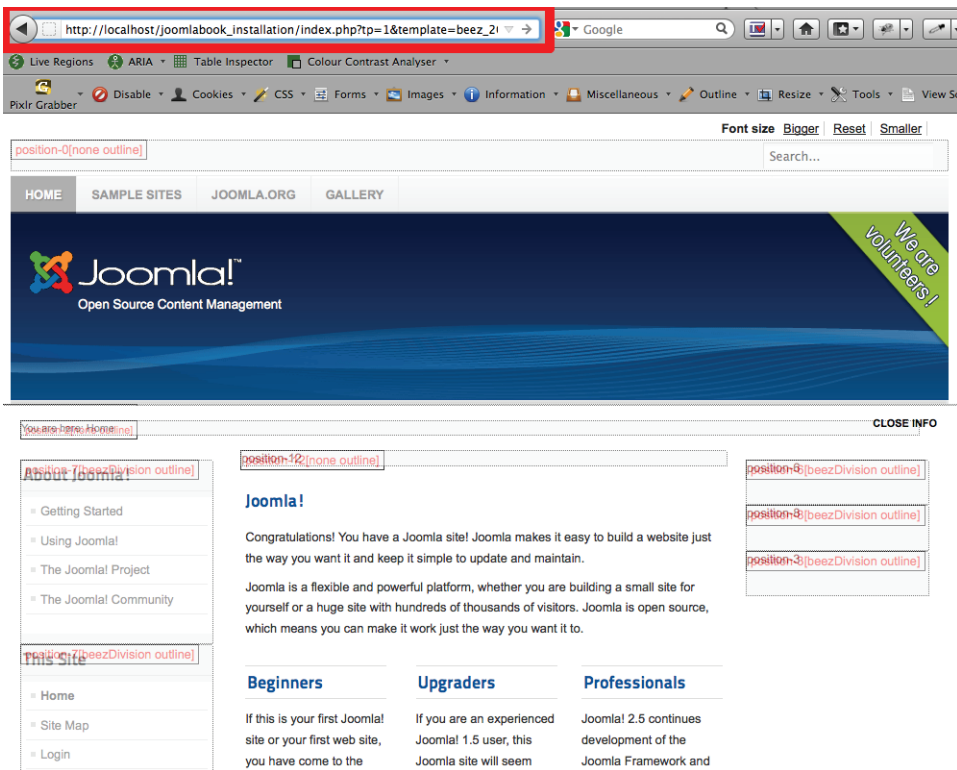 http://localhost/joomlabook_installation/index.php?tp=1&template=beez_2
Google
Live Regions ARIA Table Inspector Colour Contrast Analyser
Pixlr Grabber Disable Cookies CSS Forms Images Information Miscellaneous Outline Resize Tools View
Font size Bigger Reset Smaller
position-0[none outline]
Search...
HOME SAMPLE SITES JOOMLA.ORG GALLERY
We are
volunteers!
Joomla!™
Open Source Content Management
CLOSE INFO
You are here: Home
position-12[none outline]
position-7[beezDivision outline]
About Joomla!
Getting Started
Using Joomla!
The Joomla! Project
The Joomla! Community
position-7[beezDivision outline]
This Site
Home
Site Map
Login
Joomla!
Congratulations! You have a Joomla site! Joomla makes it easy to build a website just
the way you want it and keep it simple to update and maintain.
Joomla is a flexible and powerful platform, whether you are building a small site for
yourself or a huge site with hundreds of thousands of visitors. Joomla is open source,
which means you can make it work just the way you want it to.
Beginners
If this is your first Joomla!
site or your first web site,
you have come to the
Upgraders
If you are an experienced
Joomla! 1.5 user, this
Joomla site will seem
Professionals
Joomla! 2.5 continues
development of the
Joomla Framework and
position-6[beezDivision outline]
position-8[beezDivision outline]
position-3[beezDivision outline]